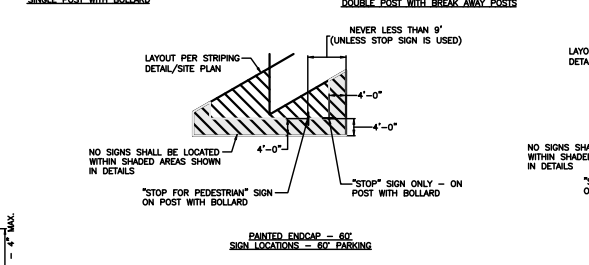 SINGLE POST WITH BOLLARD
DOUBLE POST WITH BREAK AWAY POSTS
NEVER LESS THAN 9'
(UNLESS STOP SIGN IS USED)
LAYOUT PER STRIPING
DETAIL/SITE PLAN
4'-0"
4'-0"
4'-0"
NO SIGNS SHALL BE LOCATED
WITHIN SHADED AREAS SHOWN
IN DETAILS
"STOP FOR PEDESTRIAN" SIGN
ON POST WITH BOLLARD
"STOP" SIGN ONLY - ON
POST WITH BOLLARD
PAINTED ENDCAP - 60°
SIGN LOCATIONS - 60° PARKING
LAYO
DETA
NO SIGNS SHA
WITHIN SHADE
IN DETAILS
"S
O
- 4" MAX.